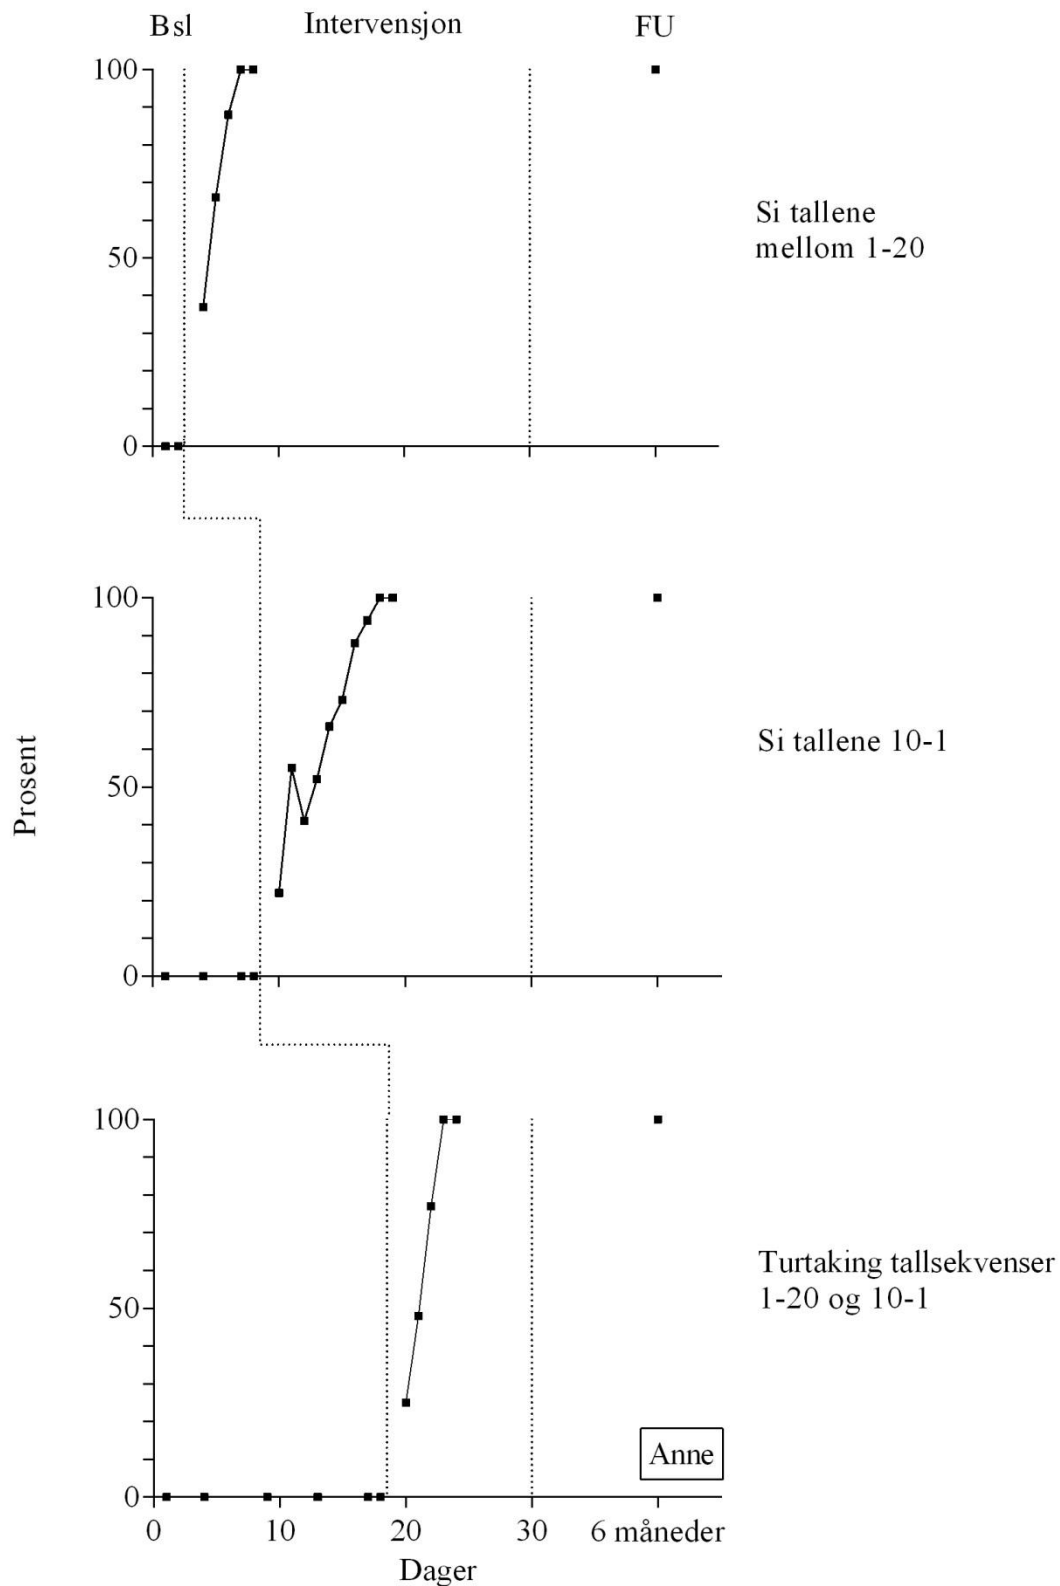 Bsl Intervensjon FU
100
50
0
Si tallene
mellom 1-20
100
50
0
Si tallene 10-1
Prosent
100
50
0
Turtaking tallsekvenser
1-20 og 10-1
Anne
0 10 20 30 6 måneder
Dager